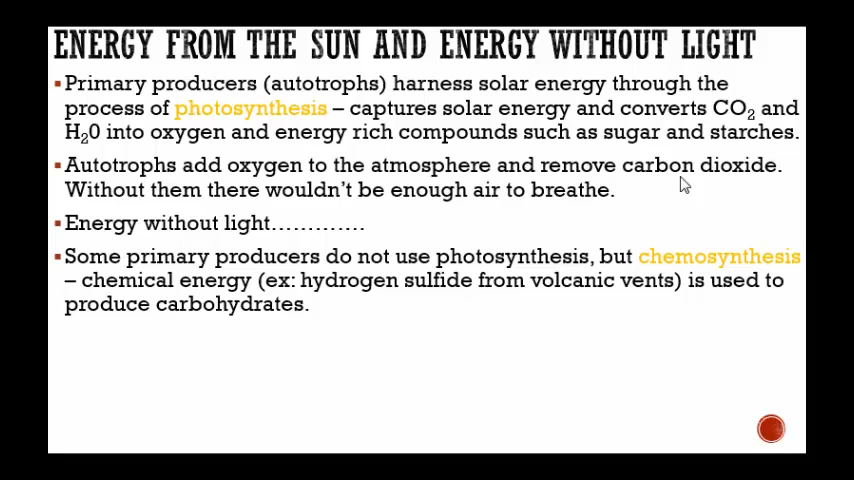 ENERGY FROM THE SUN AND ENERGY WITHOUT LIGHT
▪Primary producers (autotrophs) harness solar energy through the
process of photosynthesis – captures solar energy and converts CO₂ and
H₂0 into oxygen and energy rich compounds such as sugar and starches.
▪Autotrophs add oxygen to the atmosphere and remove carbon dioxide.
Without them there wouldn't be enough air to breathe.
▪Energy without light………….
▪Some primary producers do not use photosynthesis, but chemosynthesis
– chemical energy (ex: hydrogen sulfide from volcanic vents) is used to
produce carbohydrates.